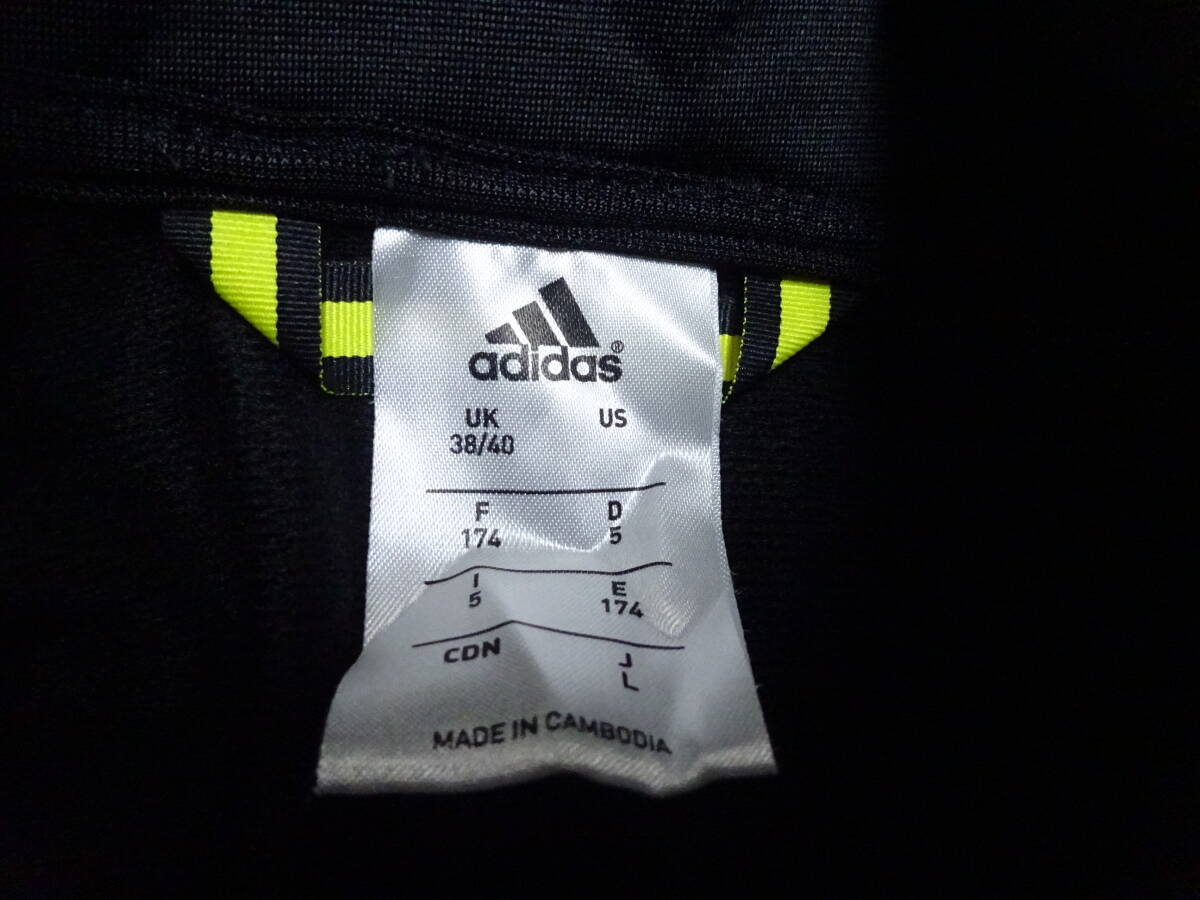 adidas®
UK US
38/40
F D
174 5
I E
5 174
CDN J
L
MADE IN CAMBODIA